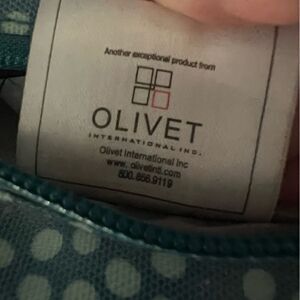 Another exceptional product from
OLIVET
INTERNATIONAL INC.
Olivet International Inc
www.olivetintl.com
800.856.9119